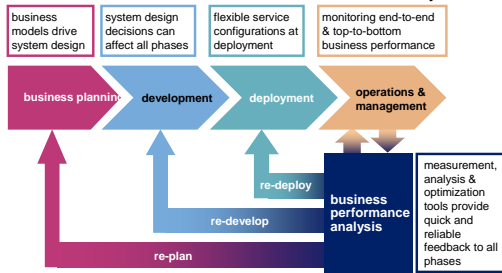 business
models drive
system design
system design
decisions can
affect all phases
flexible service
configurations at
deployment
monitoring end-to-end
& top-to-bottom
business performance
business planning
development
deployment
operations &
management
re-deploy
re-develop
re-plan
business
performance
analysis
measurement,
analysis &
optimization
tools provide
quick and
reliable
feedback to all
phases